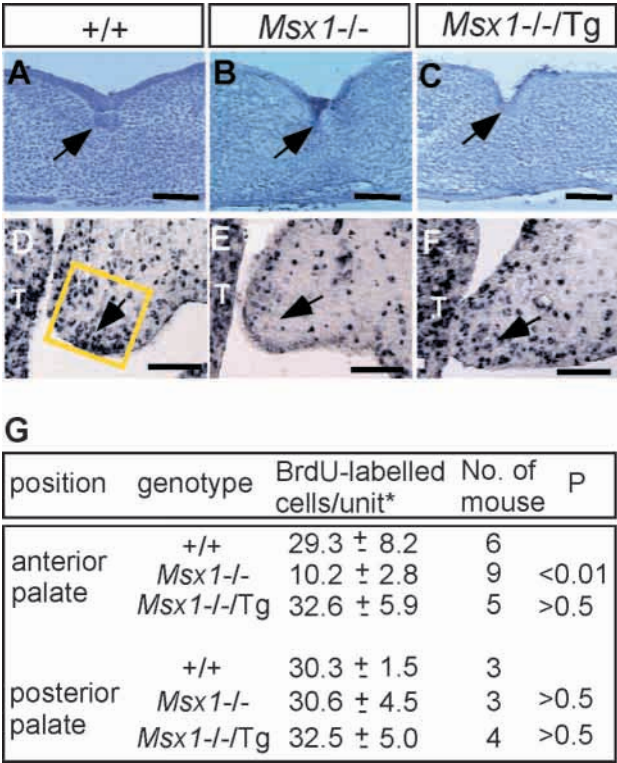 +/+ Msx1-/- Msx1-/-/Tg
A B C
D E F
T T T
G
position genotype BrdU-labelled cells/unit* No. of mouse P
anterior palate
+/+ 29.3 ± 8.2 6
Msx1-/- 10.2 ± 2.8 9 <0.01
Msx1-/-/Tg 32.6 ± 5.9 5 >0.5
posterior palate
+/+ 30.3 ± 1.5 3
Msx1-/- 30.6 ± 4.5 3 >0.5
Msx1-/-/Tg 32.5 ± 5.0 4 >0.5